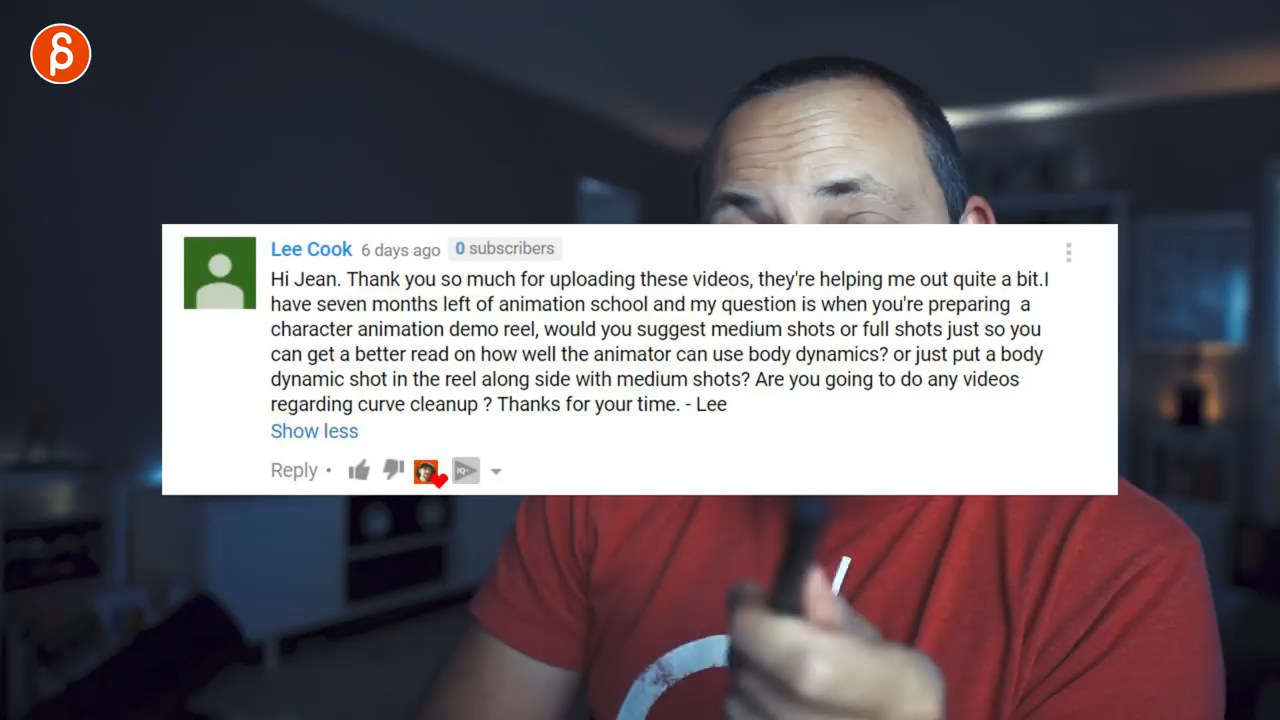 Lee Cook 6 days ago 0 subscribers
Hi Jean. Thank you so much for uploading these videos, they're helping me out quite a bit.I
have seven months left of animation school and my question is when you're preparing  a
character animation demo reel, would you suggest medium shots or full shots just so you
can get a better read on how well the animator can use body dynamics? or just put a body
dynamic shot in the reel along side with medium shots? Are you going to do any videos
regarding curve cleanup ? Thanks for your time. - Lee
Show less
Reply •
IQ